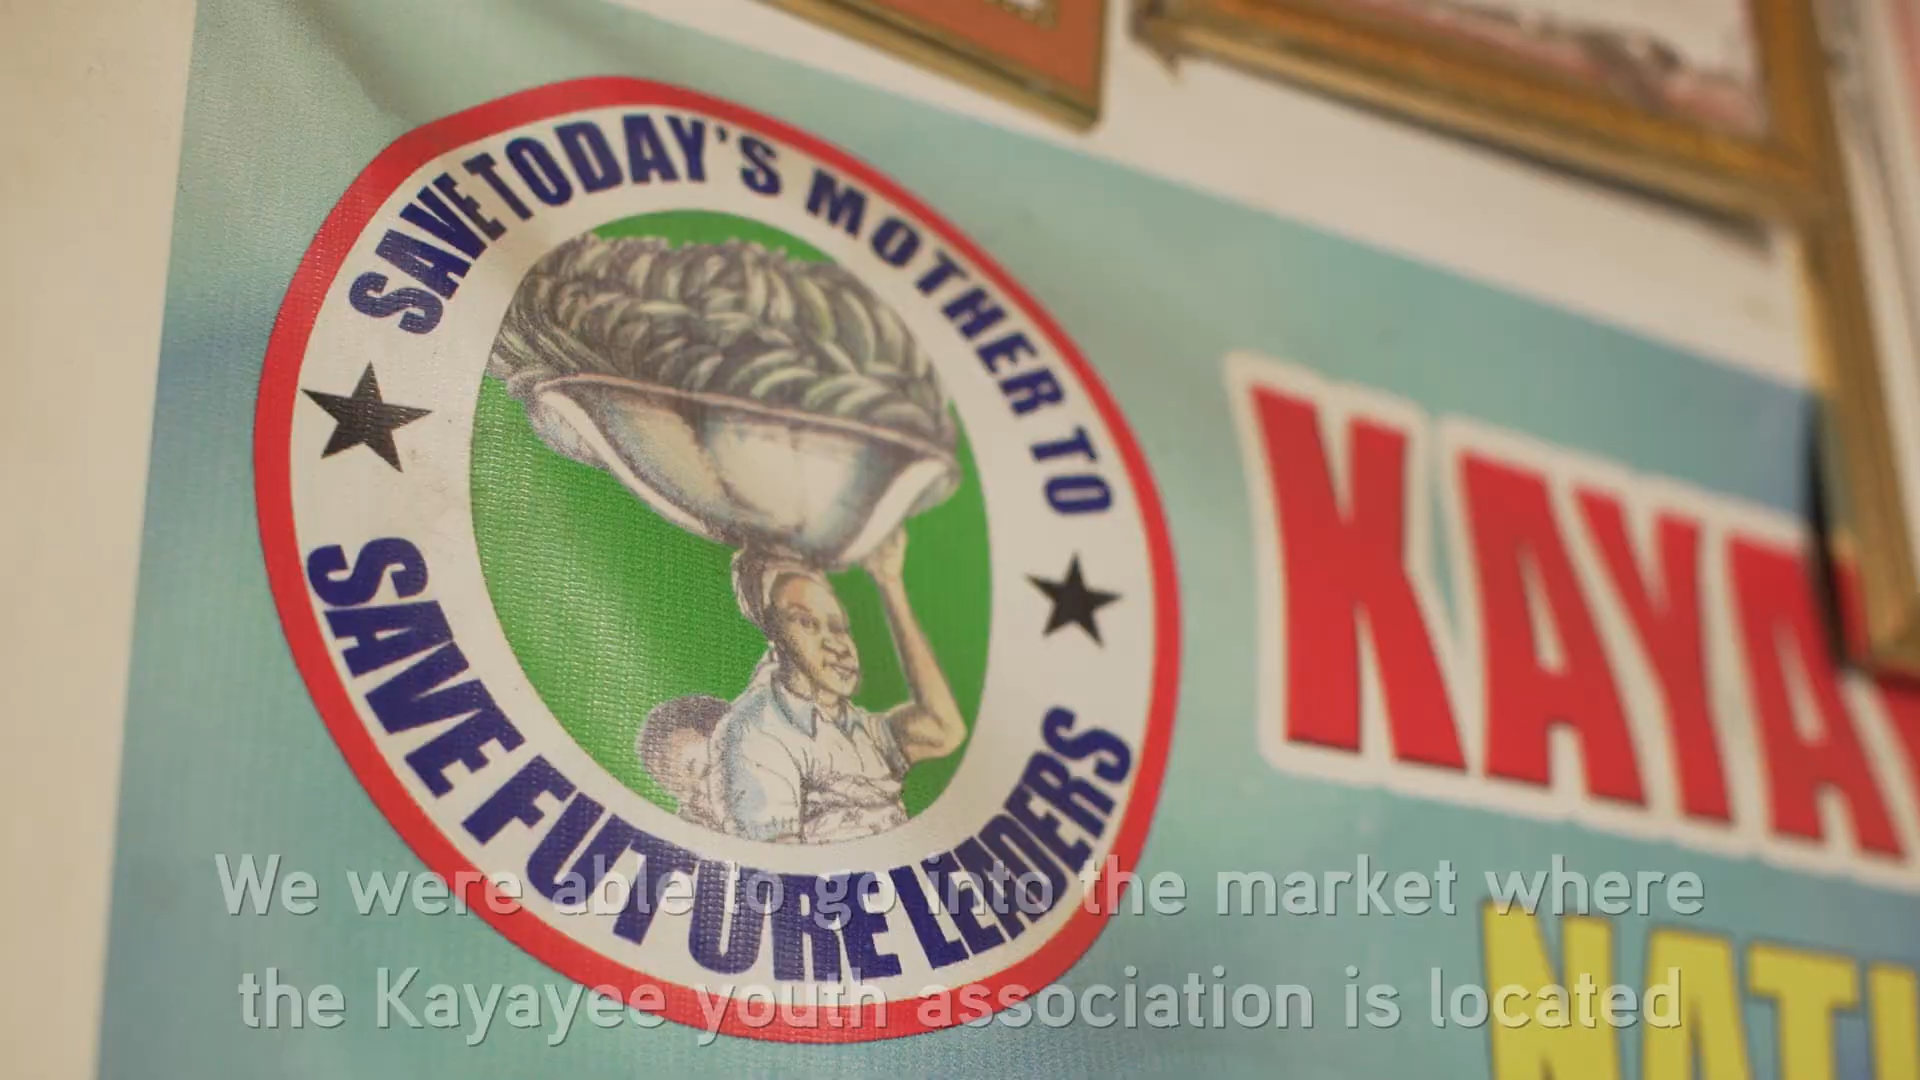 SAVE TODAY'S MOTHER TO
SAVE FUTURE LEADERS
KAYA
NATI
We were able to go into the market where
the Kayayee youth association is located